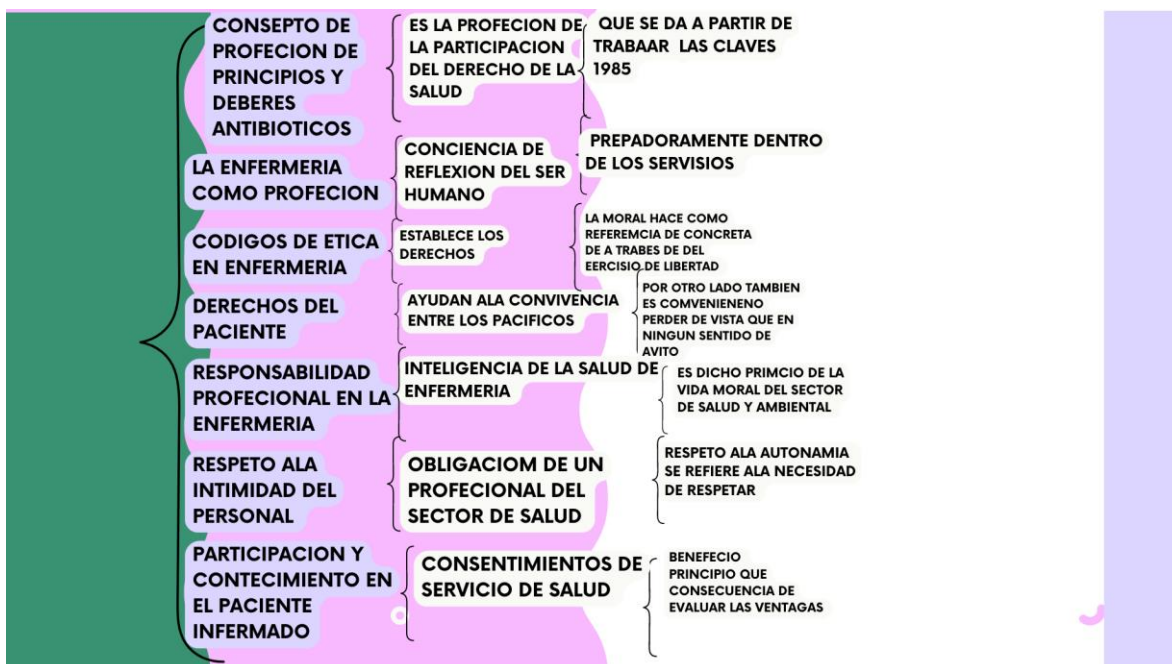 CONSEPTO DE
PROFECION DE
PRINCIPIOS Y
DEBERES
ANTIBIOTICOS
ES LA PROFECION DE
LA PARTICIPACION
DEL DERECHO DE LA
SALUD
QUE SE DA A PARTIR DE
TRABAAR LAS CLAVES
1985
LA ENFERMERIA
COMO PROFECION
CONCIENCIA DE
REFLEXION DEL SER
HUMANO
PREPADORAMENTE DENTRO
DE LOS SERVISIOS
CODIGOS DE ETICA
EN ENFERMERIA
ESTABLECE LOS
DERECHOS
LA MORAL HACE COMO
REFEREMCIA DE CONCRETA
DE A TRABES DE DEL
EERCISIO DE LIBERTAD
DERECHOS DEL
PACIENTE
AYUDAN ALA CONVIVENCIA
ENTRE LOS PACIFICOS
POR OTRO LADO TAMBIEN
ES COMVENIENENO
PERDER DE VISTA QUE EN
NINGUN SENTIDO DE
AVITO
RESPONSABILIDAD
PROFECIONAL EN LA
ENFERMERIA
INTELIGENCIA DE LA SALUD DE
ENFERMERIA
ES DICHO PRIMCIO DE LA
VIDA MORAL DEL SECTOR
DE SALUD Y AMBIENTAL
RESPETO ALA
INTIMIDAD DEL
PERSONAL
OBLIGACIOM DE UN
PROFECIONAL DEL
SECTOR DE SALUD
RESPETO ALA AUTONAMIA
SE REFIERE ALA NECESIDAD
DE RESPETAR
PARTICIPACION Y
CONTECIMIENTO EN
EL PACIENTE
INFERMADO
CONSENTIMIENTOS DE
SERVICIO DE SALUD
BENEFECIO
PRINCIPIO QUE
CONSECUENCIA DE
EVALUAR LAS VENTAGAS